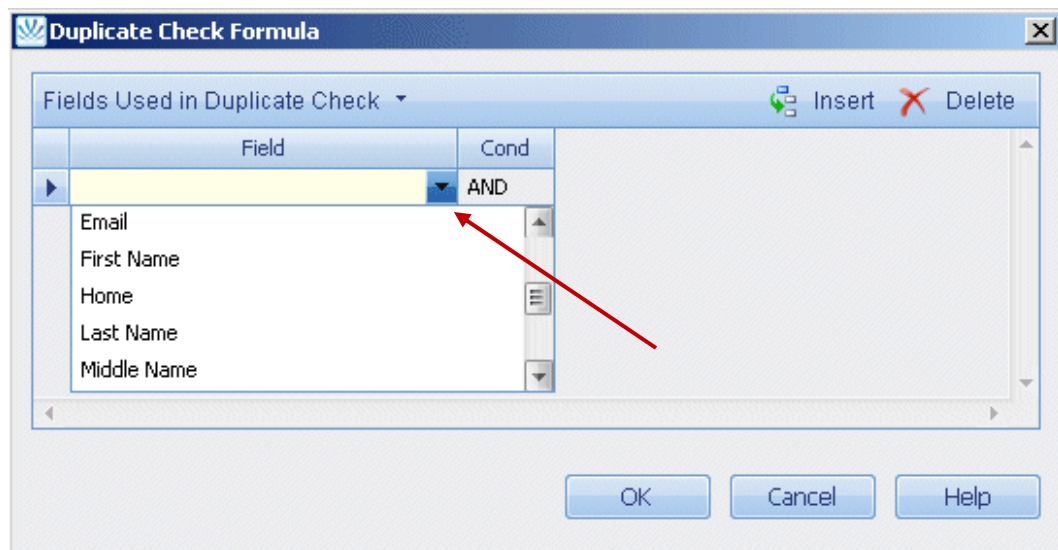 Duplicate Check Formula
Fields Used in Duplicate Check Insert Delete
Field Cond
AND
Email
First Name
Home
Last Name
Middle Name
OK Cancel Help